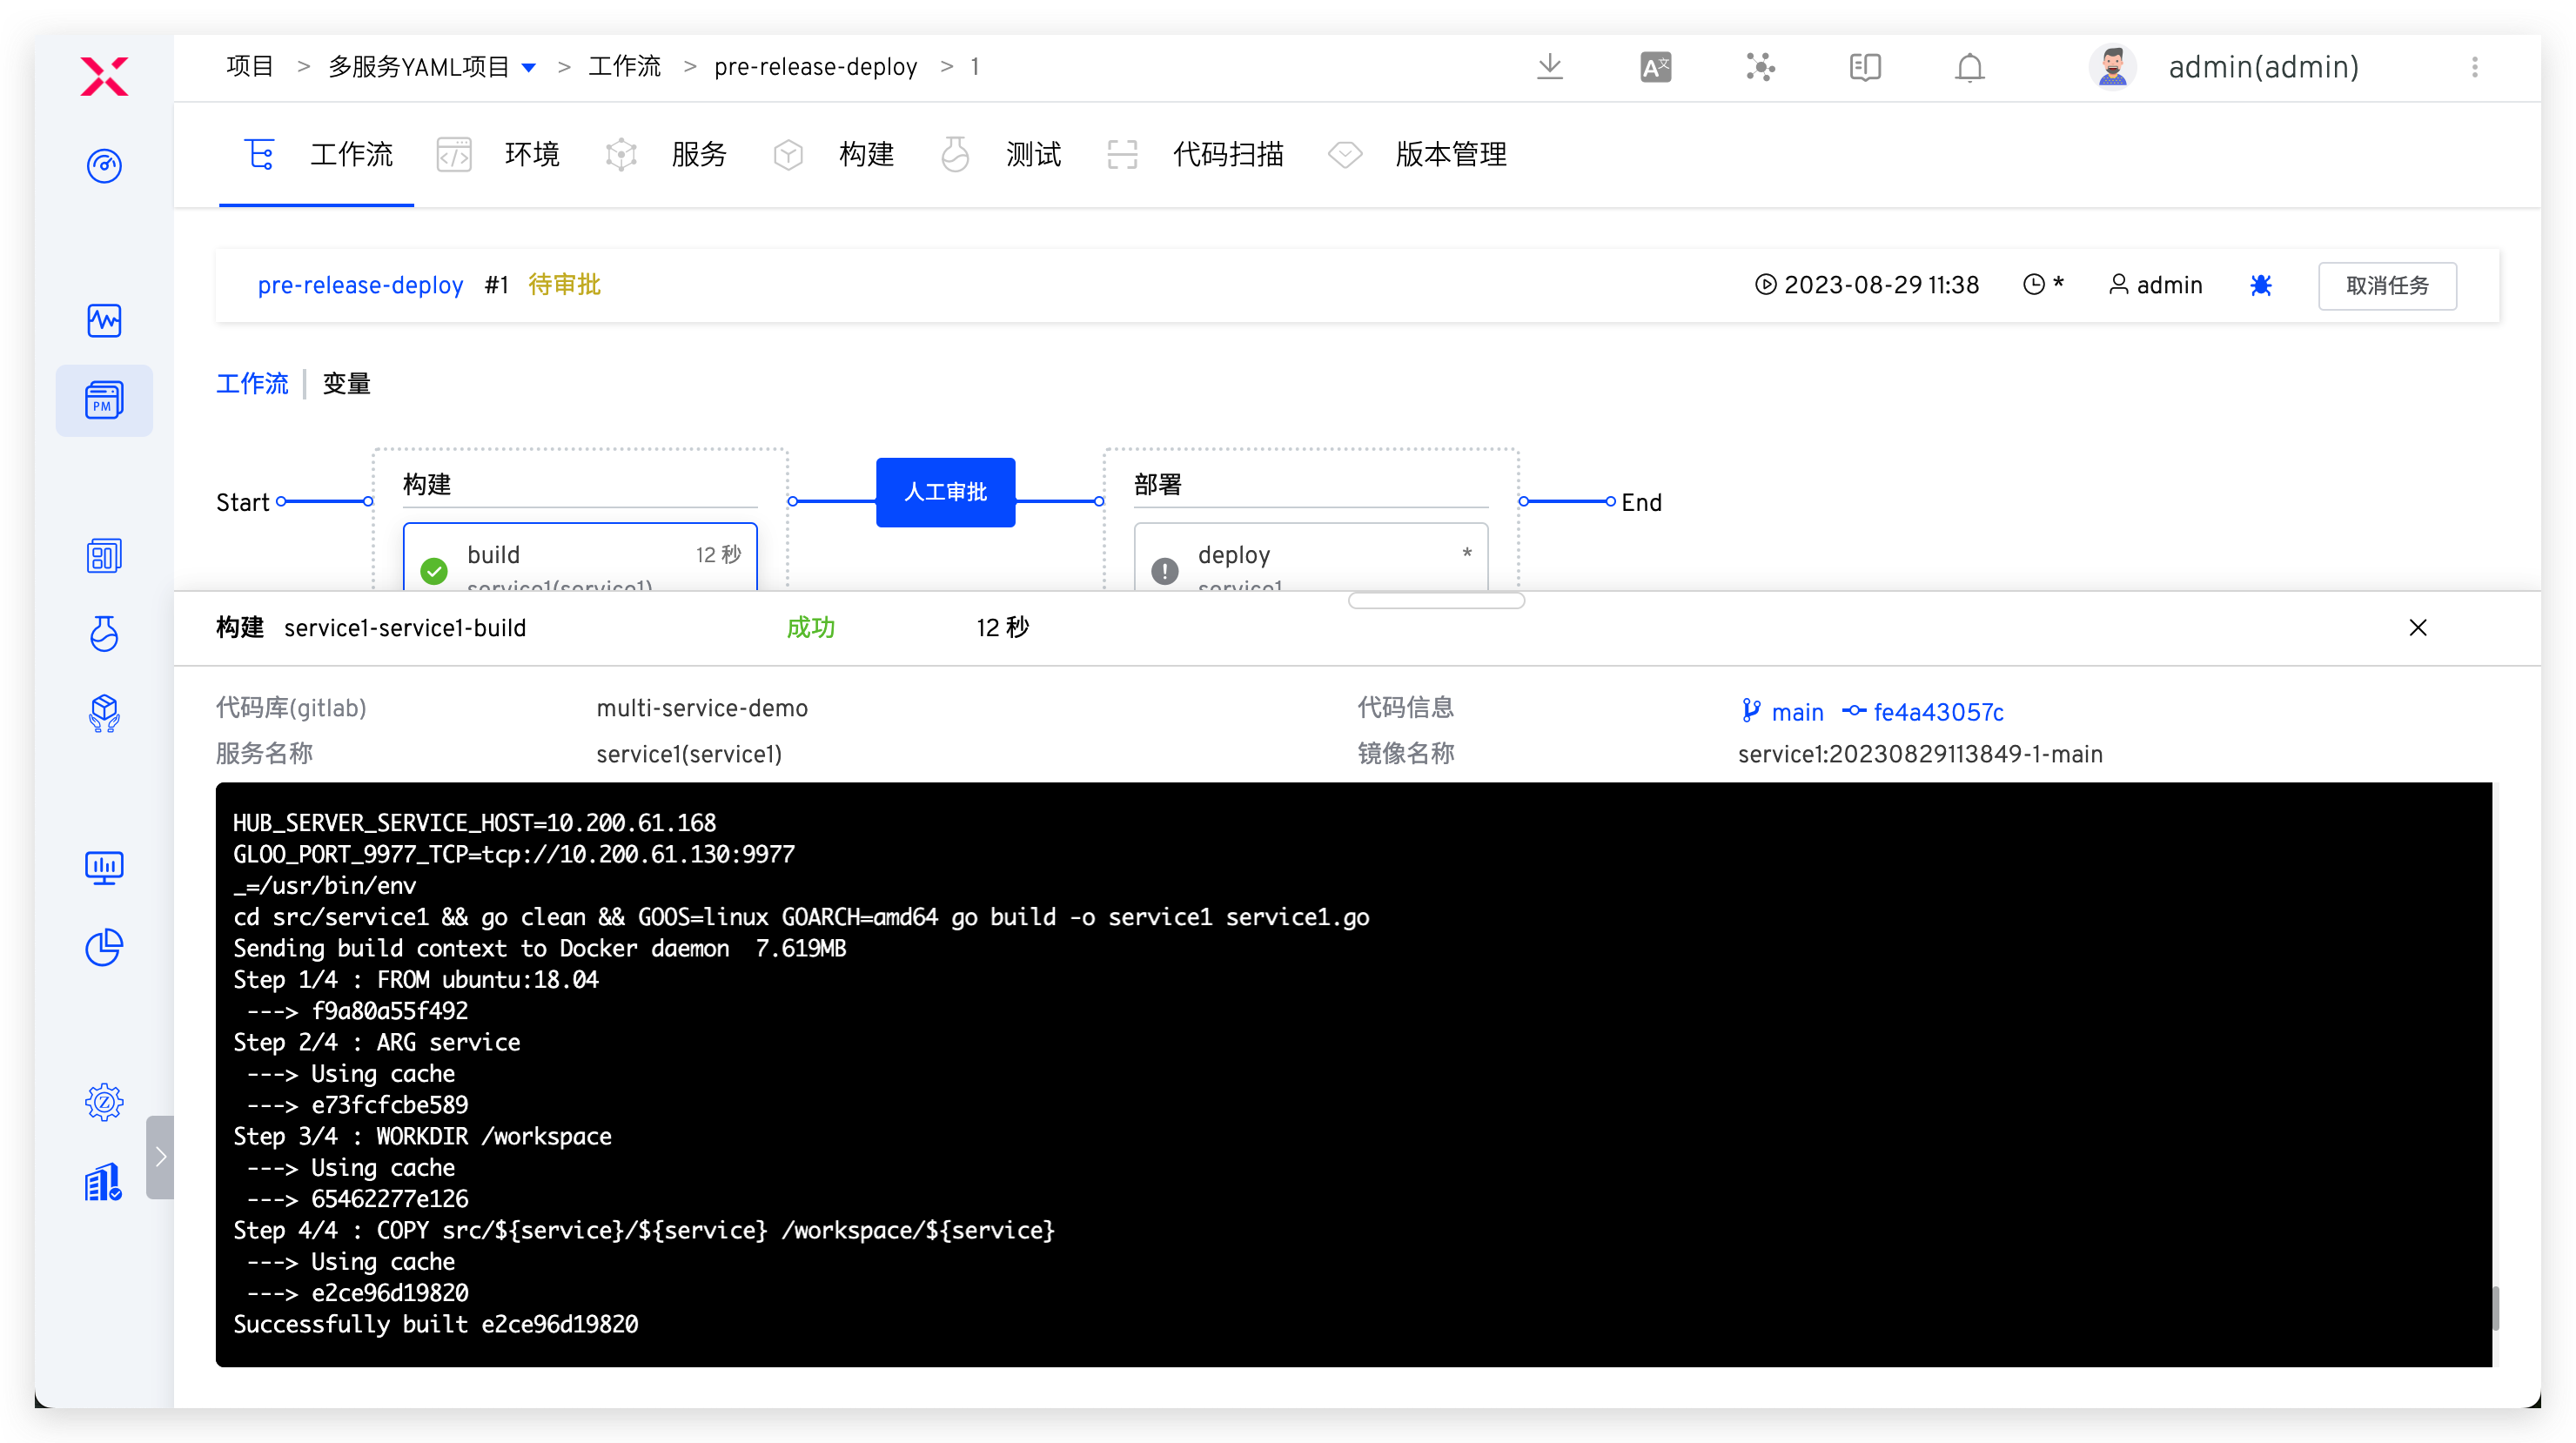 项目 > 多服务YAML项目 > 工作流 > pre-release-deploy > 1
admin(admin)
工作流 环境 服务 构建 测试 代码扫描 版本管理
pre-release-deploy #1 待审批 2023-08-29 11:38 * admin 取消任务
工作流 变量
PM
Start 构建 人工审批 部署 End
build 12 秒 deploy *
service1(service1) service1
构建 service1-service1-build 成功 12 秒
代码库(gitlab) multi-service-demo 代码信息 main fe4a43057c
服务名称 service1(service1) 镜像名称 service1:20230829113849-1-main
HUB_SERVER_SERVICE_HOST=10.200.61.168
GLOO_PORT_9977_TCP=tcp://10.200.61.130:9977
_=/usr/bin/env
cd src/service1 && go clean && GOOS=linux GOARCH=amd64 go build -o service1 service1.go
Sending build context to Docker daemon  7.619MB
Step 1/4 : FROM ubuntu:18.04
 ---> f9a80a55f492
Step 2/4 : ARG service
 ---> Using cache
 ---> e73fcfcbe589
Step 3/4 : WORKDIR /workspace
 ---> Using cache
 ---> 65462277e126
Step 4/4 : COPY src/${service}/${service} /workspace/${service}
 ---> Using cache
 ---> e2ce96d19820
Successfully built e2ce96d19820